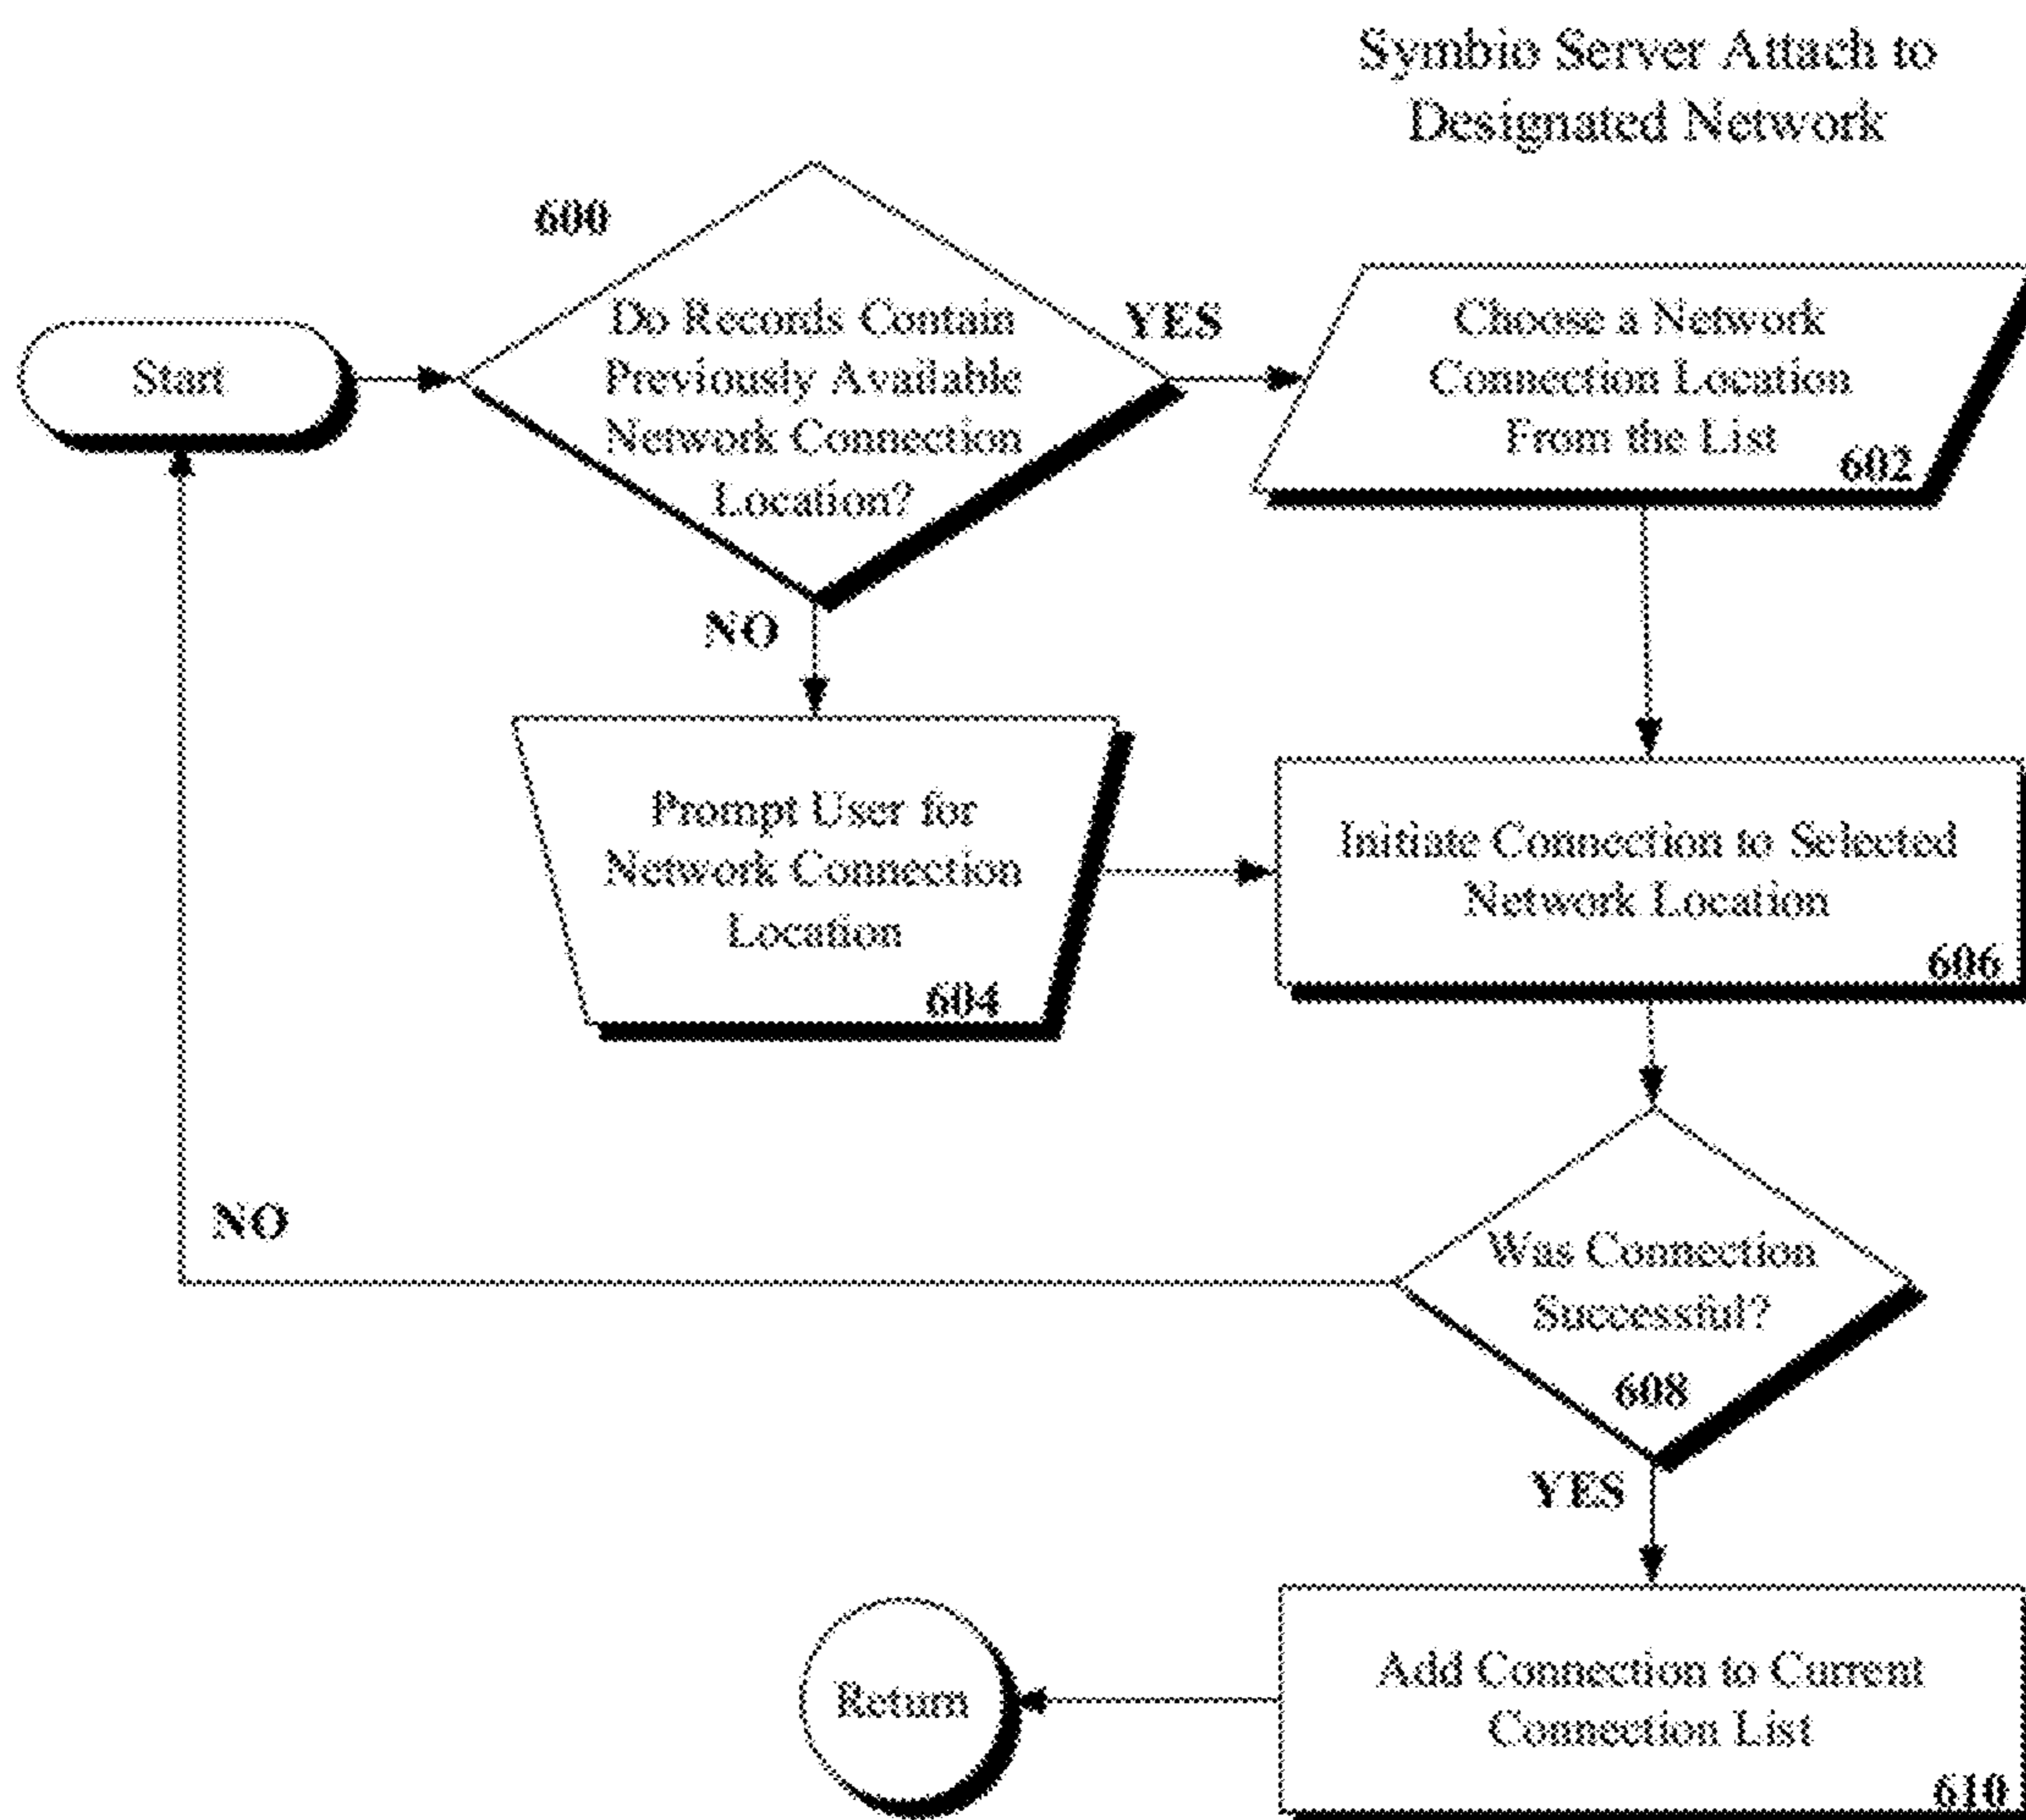 Symbio Server Attach to
Designated Network
600
Start
Do Records Contain
Previously Available
Network Connection
Location?
YES
Choose a Network
Connection Location
From the List
602
NO
Prompt User for
Network Connection
Location
604
Initiate Connection to Selected
Network Location
606
NO
Was Connection
Successful?
608
YES
Return
Add Connection to Current
Connection List
610